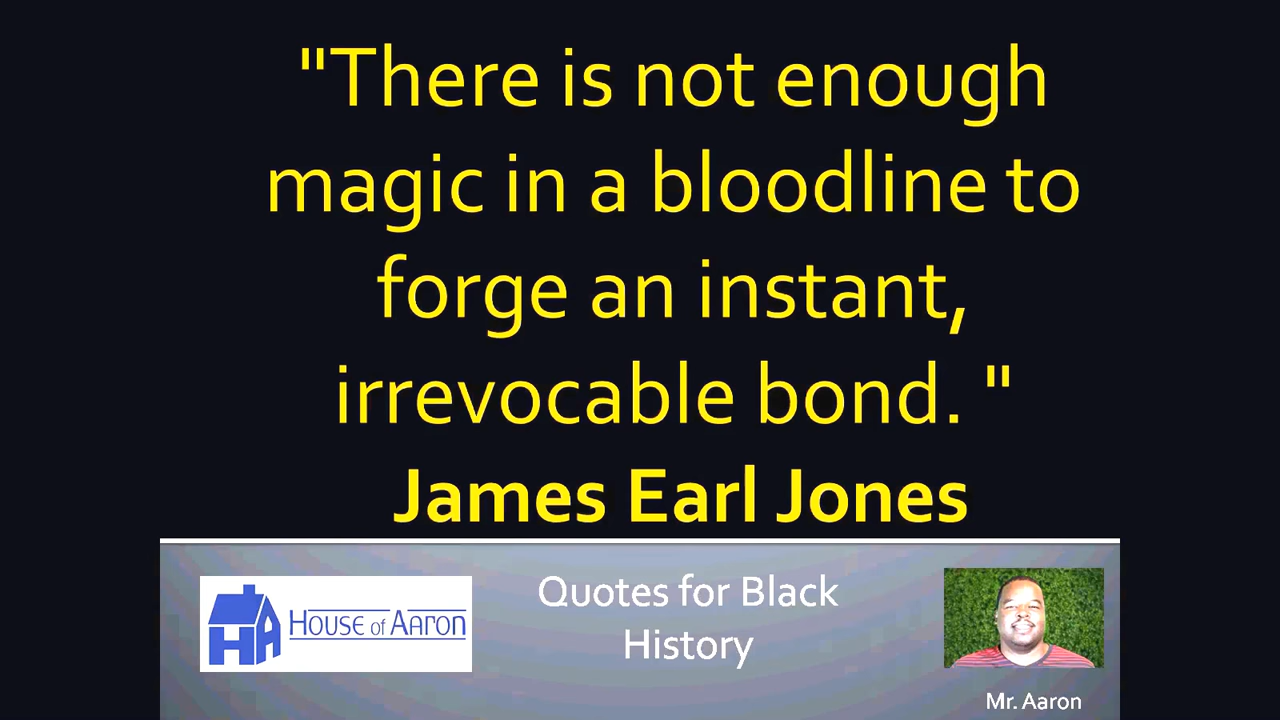 "There is not enough
magic in a bloodline to
forge an instant,
irrevocable bond. "
James Earl Jones
HA House of Aaron
Quotes for Black
History
Mr. Aaron